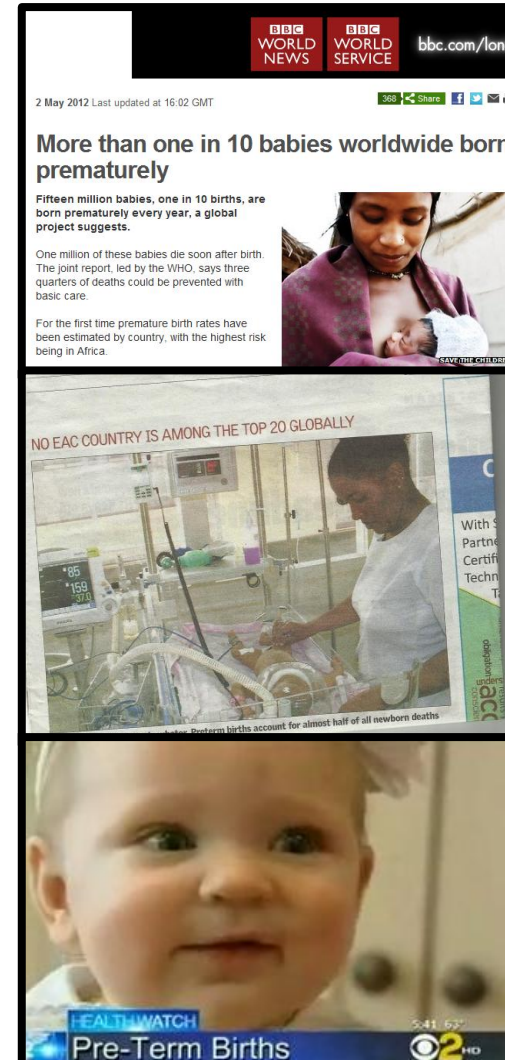 BBC
WORLD
NEWS
BBC
WORLD
SERVICE
bbc.com/lon
2 May 2012 Last updated at 16:02 GMT
368 Share
More than one in 10 babies worldwide born
prematurely
Fifteen million babies, one in 10 births, are
born prematurely every year, a global
project suggests.
One million of these babies die soon after birth.
The joint report, led by the WHO, says three
quarters of deaths could be prevented with
basic care.
For the first time premature birth rates have
been estimated by country, with the highest risk
being in Africa.
SAVE THE CHILDRE
NO EAC COUNTRY IS AMONG THE TOP 20 GLOBALLY
85
159
37.0
C
With S
Partne
Certifi
Techn
Ta
obligation
acc
Preterm births account for almost half of all newborn deaths
HEALTHWATCH
5:41 63°
Pre-Term Births
2 HD